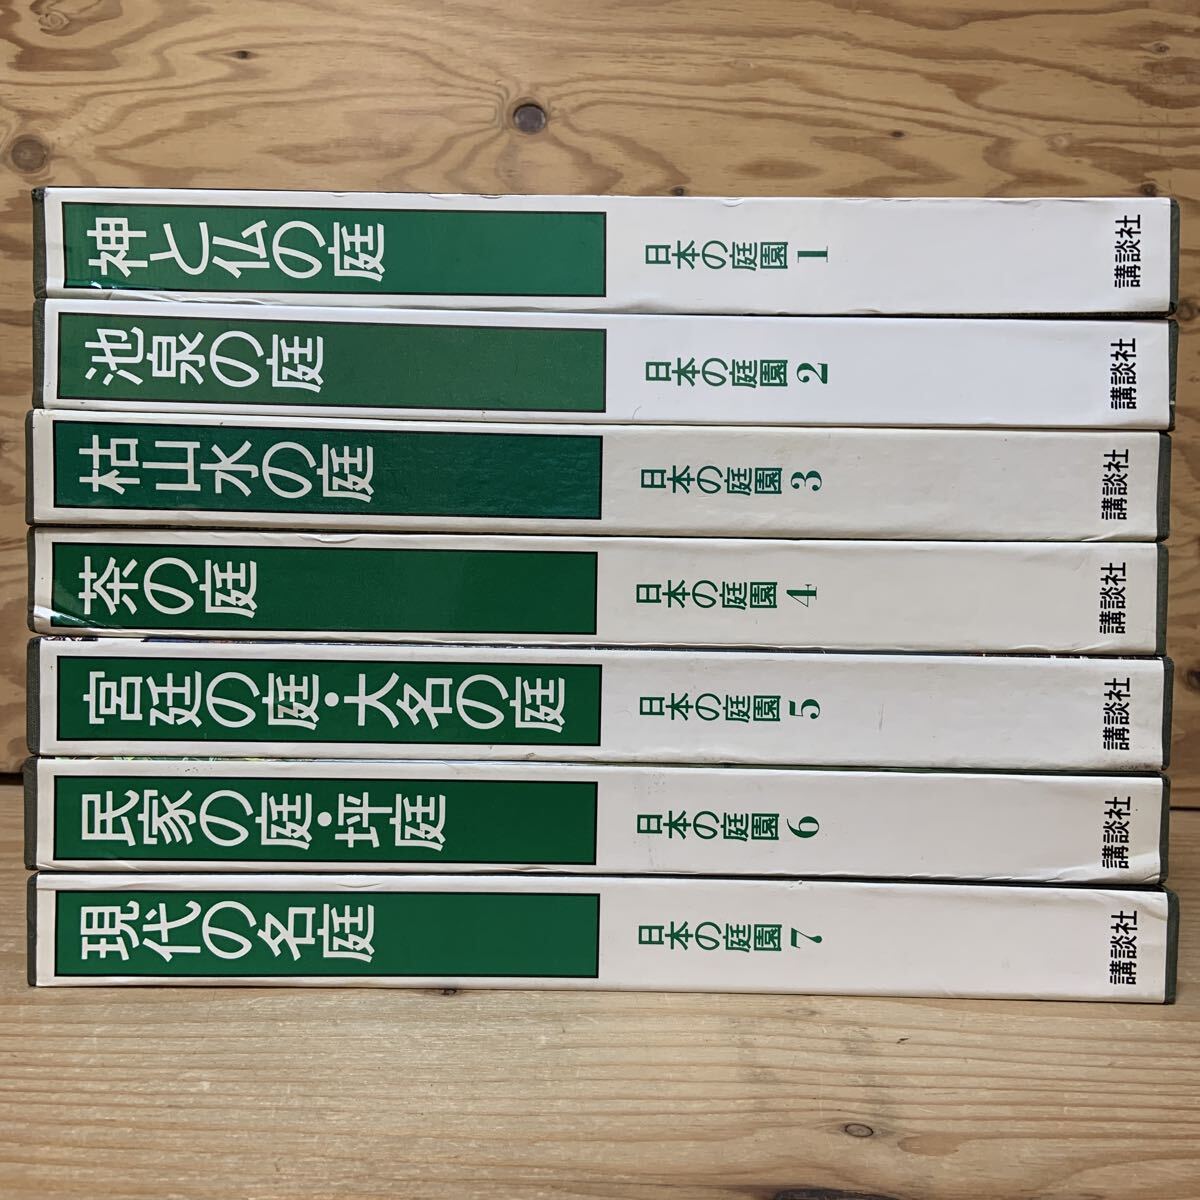 神と仏の庭 日本の庭園 1 講談社
池泉の庭 日本の庭園 2 講談社
枯山水の庭 日本の庭園 3 講談社
茶の庭 日本の庭園 4 講談社
宮廷の庭・大名の庭 日本の庭園 5 講談社
民家の庭・坪庭 日本の庭園 6 講談社
現代の名庭 日本の庭園 7 講談社